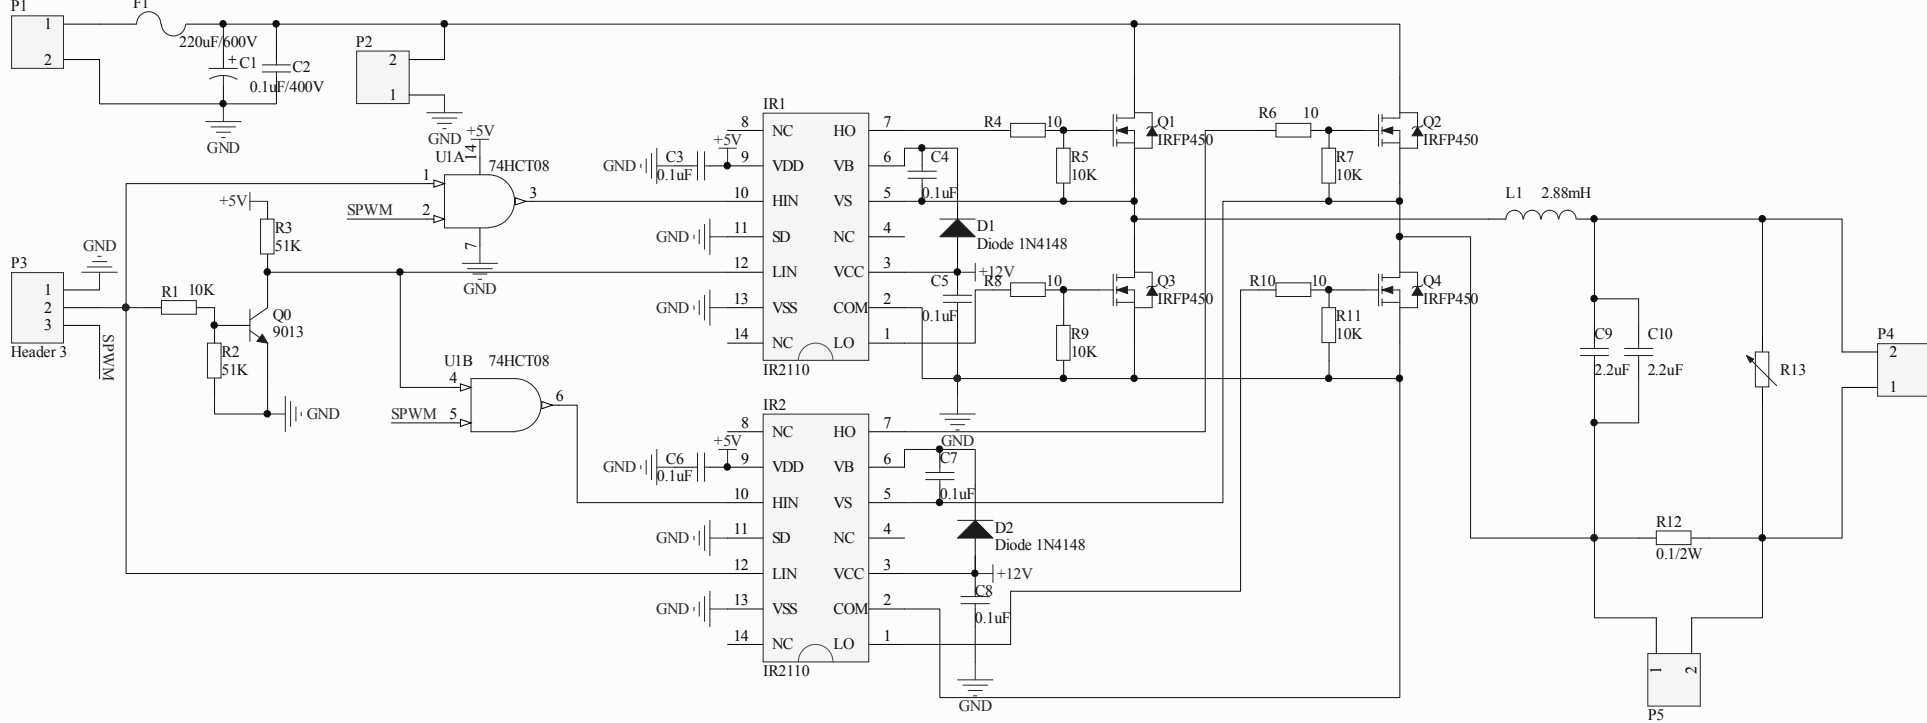 P1
1
2
F1
220uF/600V
+
C1
C2
0.1uF/400V
GND
P2
2
1
GND
+5V
14
U1A
74HCT08
1
SPWM
2
3
7
GND
+5V
R3
51K
GND
P3
1
2
3
Header 3
SPWM
R1
10K
Q0
9013
R2
51K
GND
U1B
74HCT08
4
SPWM
5
6
IR1
8
NC
HO
7
+5V
GND
C3
0.1uF
9
VDD
VB
6
10
HIN
VS
5
GND
11
SD
NC
4
12
LIN
VCC
3
GND
13
VSS
COM
2
14
NC
LO
1
IR2110
C4
0.1uF
D1
Diode 1N4148
+12V
C5
0.1uF
GND
R4
10
R5
10K
Q1
IRFP450
R6
10
R7
10K
Q2
IRFP450
R8
10
R9
10K
Q3
IRFP450
R10
10
R11
10K
Q4
IRFP450
IR2
8
NC
HO
7
+5V
GND
C6
0.1uF
9
VDD
VB
6
10
HIN
VS
5
GND
11
SD
NC
4
12
LIN
VCC
3
GND
13
VSS
COM
2
14
NC
LO
1
IR2110
C7
0.1uF
D2
Diode 1N4148
+12V
C8
0.1uF
GND
L1
2.88mH
C9
2.2uF
C10
2.2uF
R13
P4
2
1
R12
0.1/2W
1
2
P5